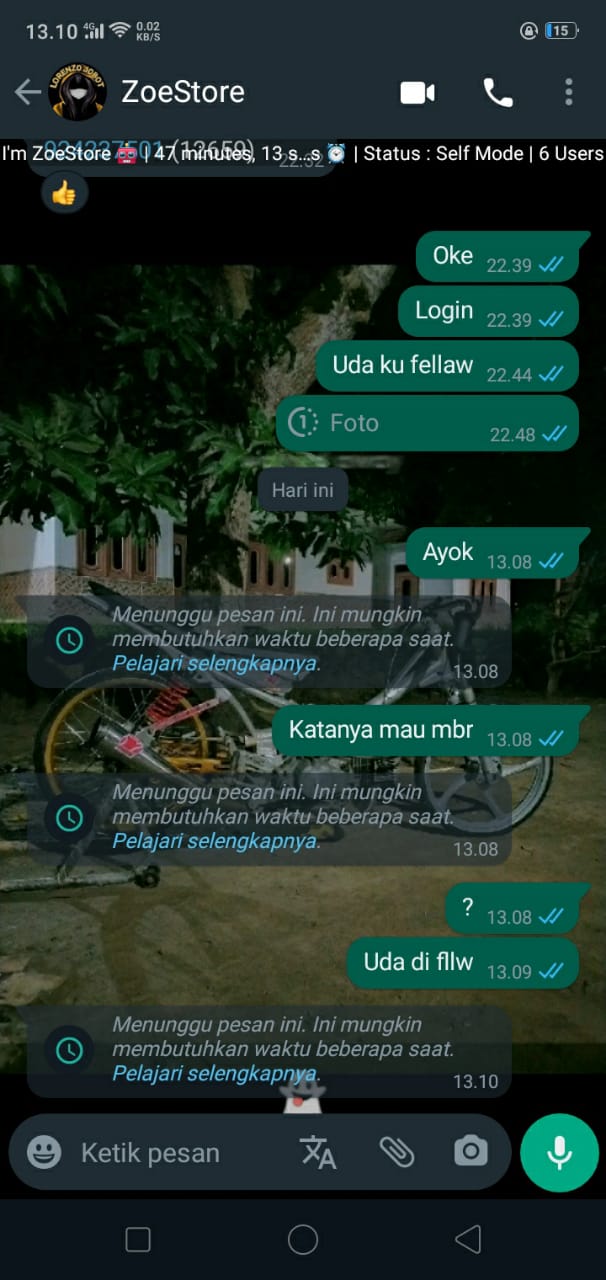 13.10 4G 0.02 KB/S 15
LORENZO BOBOT
ZoeStore
(13659)
22.32
I'm ZoeStore | 47 minutes, 13 s...s | Status : Self Mode | 6 Users
Oke 22.39
Login 22.39
Uda ku fellaw 22.44
1 Foto 22.48
Hari ini
Ayok 13.08
Menunggu pesan ini. Ini mungkin
membutuhkan waktu beberapa saat.
Pelajari selengkapnya. 13.08
Katanya mau mbr 13.08
Menunggu pesan ini. Ini mungkin
membutuhkan waktu beberapa saat.
Pelajari selengkapnya. 13.08
? 13.08
Uda di fllw 13.09
Menunggu pesan ini. Ini mungkin
membutuhkan waktu beberapa saat.
Pelajari selengkapnya. 13.10
Ketik pesan